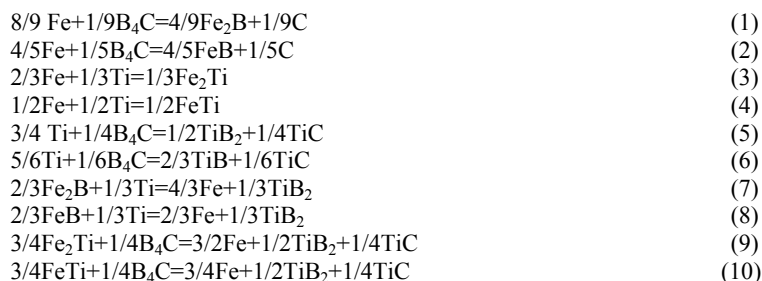 8/9 Fe+1/9B₄C=4/9Fe₂B+1/9C (1)
4/5Fe+1/5B₄C=4/5FeB+1/5C (2)
2/3Fe+1/3Ti=1/3Fe₂Ti (3)
1/2Fe+1/2Ti=1/2FeTi (4)
3/4 Ti+1/4B₄C=1/2TiB₂+1/4TiC (5)
5/6Ti+1/6B₄C=2/3TiB+1/6TiC (6)
2/3Fe₂B+1/3Ti=4/3Fe+1/3TiB₂ (7)
2/3FeB+1/3Ti=2/3Fe+1/3TiB₂ (8)
3/4Fe₂Ti+1/4B₄C=3/2Fe+1/2TiB₂+1/4TiC (9)
3/4FeTi+1/4B₄C=3/4Fe+1/2TiB₂+1/4TiC (10)